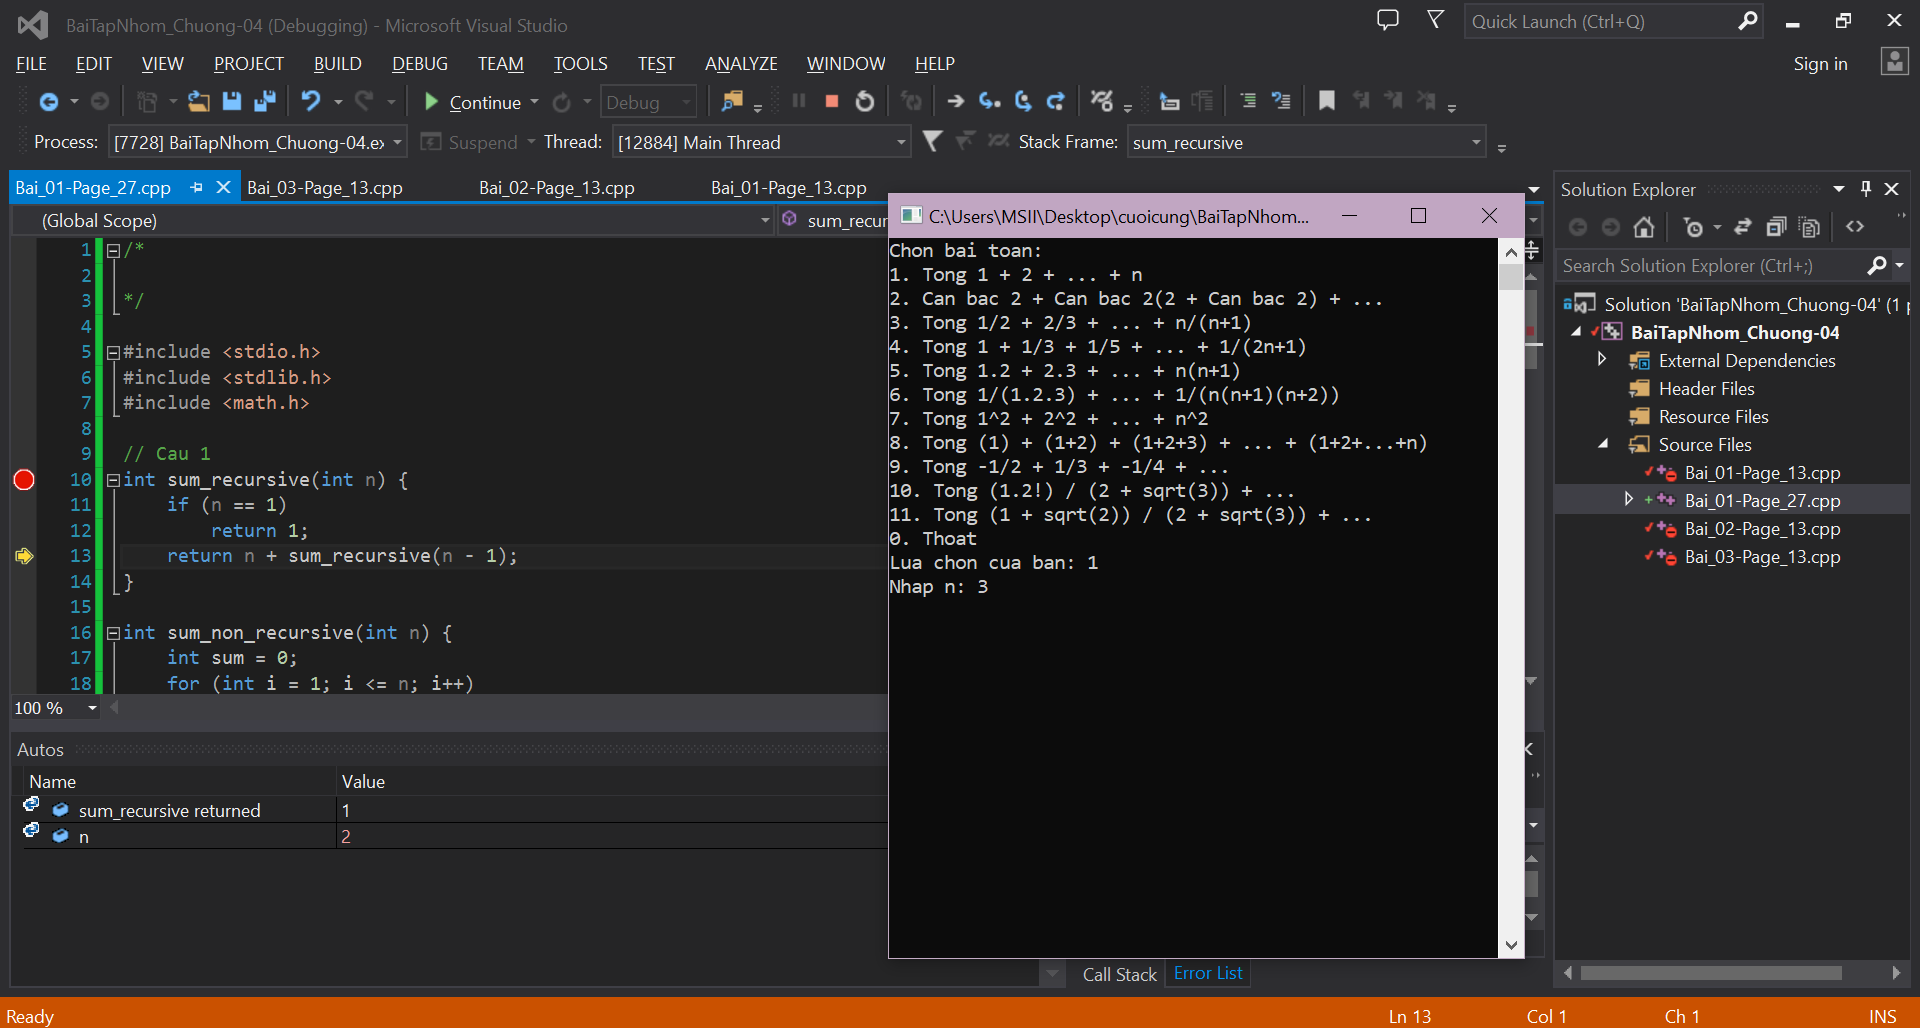 BaiTapNhom_Chuong-04 (Debugging) - Microsoft Visual Studio
Quick Launch (Ctrl+Q)
FILE EDIT VIEW PROJECT BUILD DEBUG TEAM TOOLS TEST ANALYZE WINDOW HELP
Sign in
Continue
Debug
Process: [7728] BaiTapNhom_Chuong-04.ex
Suspend
Thread: [12884] Main Thread
Stack Frame: sum_recursive
Bai_01-Page_27.cpp
Bai_03-Page_13.cpp
Bai_02-Page_13.cpp
Bai_01-Page_13.cpp
(Global Scope)
sum_recur
1 /*
2
3 */
4
5 #include <stdio.h>
6 #include <stdlib.h>
7 #include <math.h>
8
9 // Cau 1
10 int sum_recursive(int n) {
11 if (n == 1)
12 return 1;
13 return n + sum_recursive(n - 1);
14 }
15
16 int sum_non_recursive(int n) {
17 int sum = 0;
18 for (int i = 1; i <= n; i++)
100 %
Autos
Name Value
sum_recursive returned 1
n 2
C:\Users\MSII\Desktop\cuoicung\BaiTapNhom...
Chon bai toan:
1. Tong 1 + 2 + ... + n
2. Can bac 2 + Can bac 2(2 + Can bac 2) + ...
3. Tong 1/2 + 2/3 + ... + n/(n+1)
4. Tong 1 + 1/3 + 1/5 + ... + 1/(2n+1)
5. Tong 1.2 + 2.3 + ... + n(n+1)
6. Tong 1/(1.2.3) + ... + 1/(n(n+1)(n+2))
7. Tong 1^2 + 2^2 + ... + n^2
8. Tong (1) + (1+2) + (1+2+3) + ... + (1+2+...+n)
9. Tong -1/2 + 1/3 + -1/4 + ...
10. Tong (1.2!) / (2 + sqrt(3)) + ...
11. Tong (1 + sqrt(2)) / (2 + sqrt(3)) + ...
0. Thoat
Lua chon cua ban: 1
Nhap n: 3
Call Stack
Error List
Solution Explorer
Search Solution Explorer (Ctrl+;)
Solution 'BaiTapNhom_Chuong-04' (1 p
BaiTapNhom_Chuong-04
External Dependencies
Header Files
Resource Files
Source Files
Bai_01-Page_13.cpp
Bai_01-Page_27.cpp
Bai_02-Page_13.cpp
Bai_03-Page_13.cpp
Ready
Ln 13 Col 1 Ch 1 INS